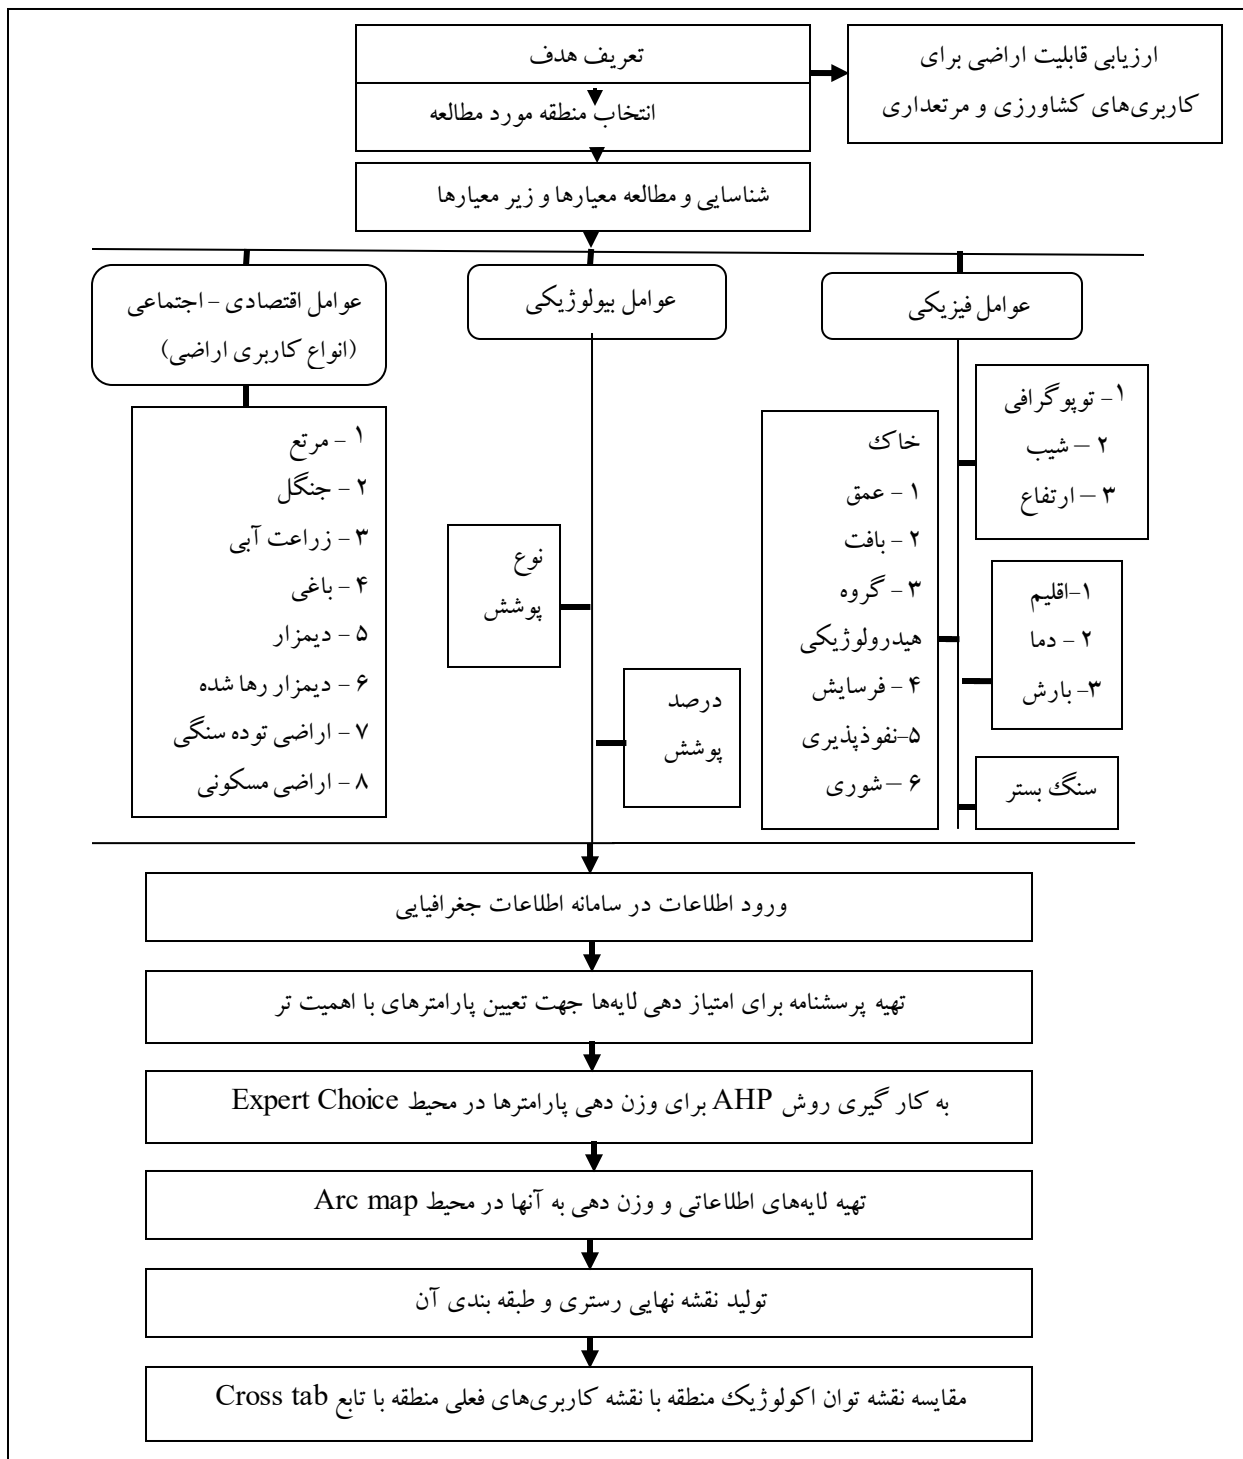 تعریف هدف
ارزیابی قابلیت اراضی برای
کاربری‌های کشاورزی و مرتعداری
انتخاب منطقه مورد مطالعه
شناسایی و مطالعه معیارها و زیر معیارها
عوامل فیزیکی
عوامل بیولوژیکی
عوامل اقتصادی – اجتماعی
(انواع کاربری اراضی)
۱- توپوگرافی
۲ – شیب
۳ – ارتفاع
خاک
۱ - عمق
۲ - بافت
۳ - گروه
هیدرولوژیکی
۴ - فرسایش
۵-نفوذپذیری
۶ – شوری
۱-اقلیم
۲ - دما
۳- بارش
سنگ بستر
نوع
پوشش
درصد
پوشش
۱ - مرتع
۲ - جنگل
۳ - زراعت آبی
۴ - باغی
۵ - دیمزار
۶ - دیمزار رها شده
۷ - اراضی توده سنگی
۸ - اراضی مسکونی
ورود اطلاعات در سامانه اطلاعات جغرافیایی
تهیه پرسشنامه برای امتیاز دهی لایه‌ها جهت تعیین پارامترهای با اهمیت تر
به کار گیری روش AHP برای وزن دهی پارامترها در محیط Expert Choice
تهیه لایه‌های اطلاعاتی و وزن دهی به آنها در محیط Arc map
تولید نقشه نهایی رستری و طبقه بندی آن
مقایسه نقشه توان اکولوژیک منطقه با نقشه کاربری‌های فعلی منطقه با تابع Cross tab